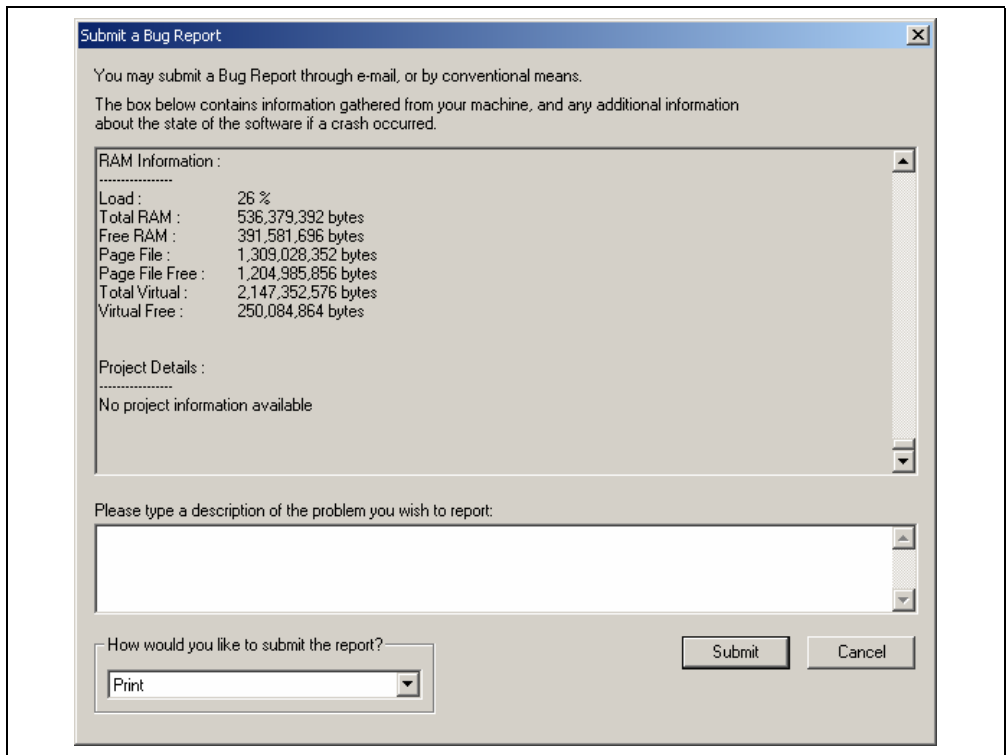 Submit a Bug Report
You may submit a Bug Report through e-mail, or by conventional means.
The box below contains information gathered from your machine, and any additional information
about the state of the software if a crash occurred.
RAM Information :
-----------------
Load : 26 %
Total RAM : 536,379,392 bytes
Free RAM : 391,581,696 bytes
Page File : 1,309,028,352 bytes
Page File Free : 1,204,985,856 bytes
Total Virtual : 2,147,352,576 bytes
Virtual Free : 250,084,864 bytes
Project Details :
-----------------
No project information available
Please type a description of the problem you wish to report:
How would you like to submit the report?
Print
Submit
Cancel